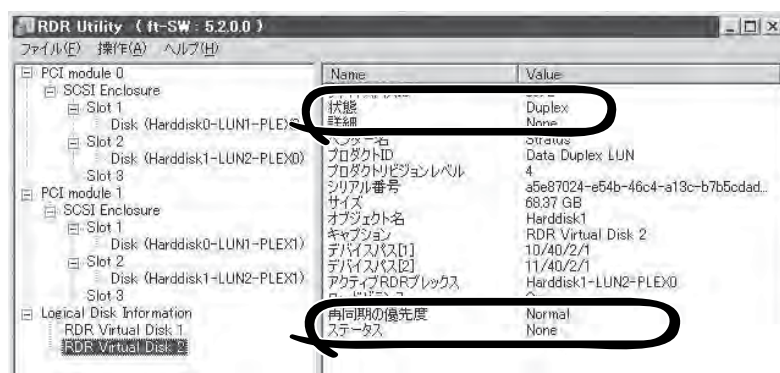 RDR Utility ( ft-SW : 5.2.0.0 )
ファイル(F) 操作(A) ヘルプ(H)
PCI module 0
SCSI Enclosure
Slot 1
Disk (Harddisk0-LUN1-PLEX
Slot 2
Disk (Harddisk1-LUN2-PLEX0)
Slot 3
PCI module 1
SCSI Enclosure
Slot 1
Disk (Harddisk0-LUN1-PLEX1)
Slot 2
Disk (Harddisk1-LUN2-PLEX1)
Slot 3
Logical Disk Information
RDR Virtual Disk 1
RDR Virtual Disk 2
Name Value
状態 Duplex
詳細 None
ベンダー名 Stratus
プロダクトID Data Duplex LUN
プロダクトリビジョンレベル 4
シリアル番号 a5e87024-e54b-46c4-a13c-b7b5cdad...
サイズ 68.37 GB
オブジェクト名 Harddisk1
キャプション RDR Virtual Disk 2
デバイスパス[1] 10/40/2/1
デバイスパス[2] 11/40/2/1
アクティブRDRプレックス Harddisk1-LUN2-PLEX0
再同期の優先度 Normal
ステータス None